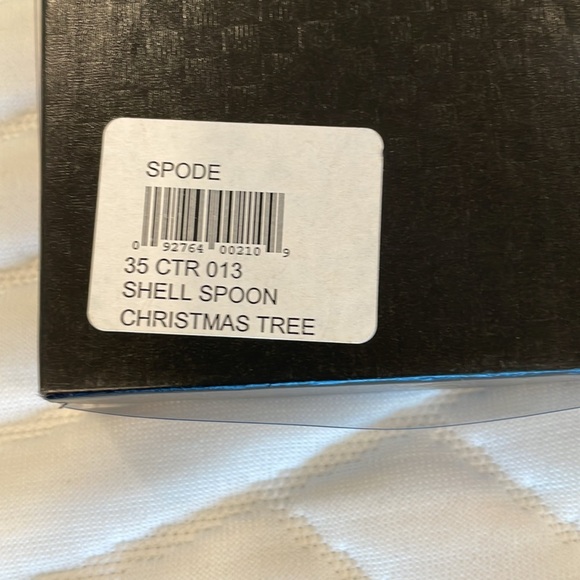 SPODE
0 92764 00210 9
35 CTR 013
SHELL SPOON
CHRISTMAS TREE